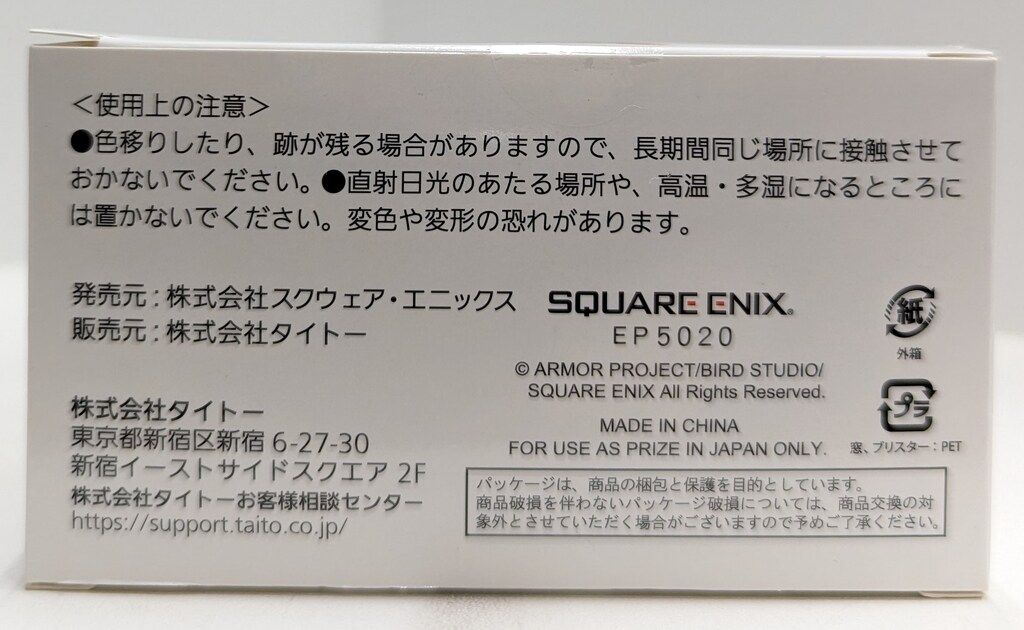 ＜使用上の注意＞
●色移りしたり、跡が残る場合がありますので、長期間同じ場所に接触させて
おかないでください。●直射日光のあたる場所や、高温・多湿になるところに
は置かないでください。変色や変形の恐れがあります。
発売元：株式会社スクウェア・エニックス
販売元：株式会社タイトー
SQUARE ENIX®
EP5020
© ARMOR PROJECT/BIRD STUDIO/
SQUARE ENIX All Rights Reserved.
MADE IN CHINA
FOR USE AS PRIZE IN JAPAN ONLY.
紙
外箱
プラ
窓、ブリスター：PET
株式会社タイトー
東京都新宿区新宿 6-27-30
新宿イーストサイドスクエア 2F
株式会社タイトーお客様相談センター
https://support.taito.co.jp/
パッケージは、商品の梱包と保護を目的としています。
商品破損を伴わないパッケージ破損については、商品交換の対
象外とさせていただく場合がございますので予めご了承ください。